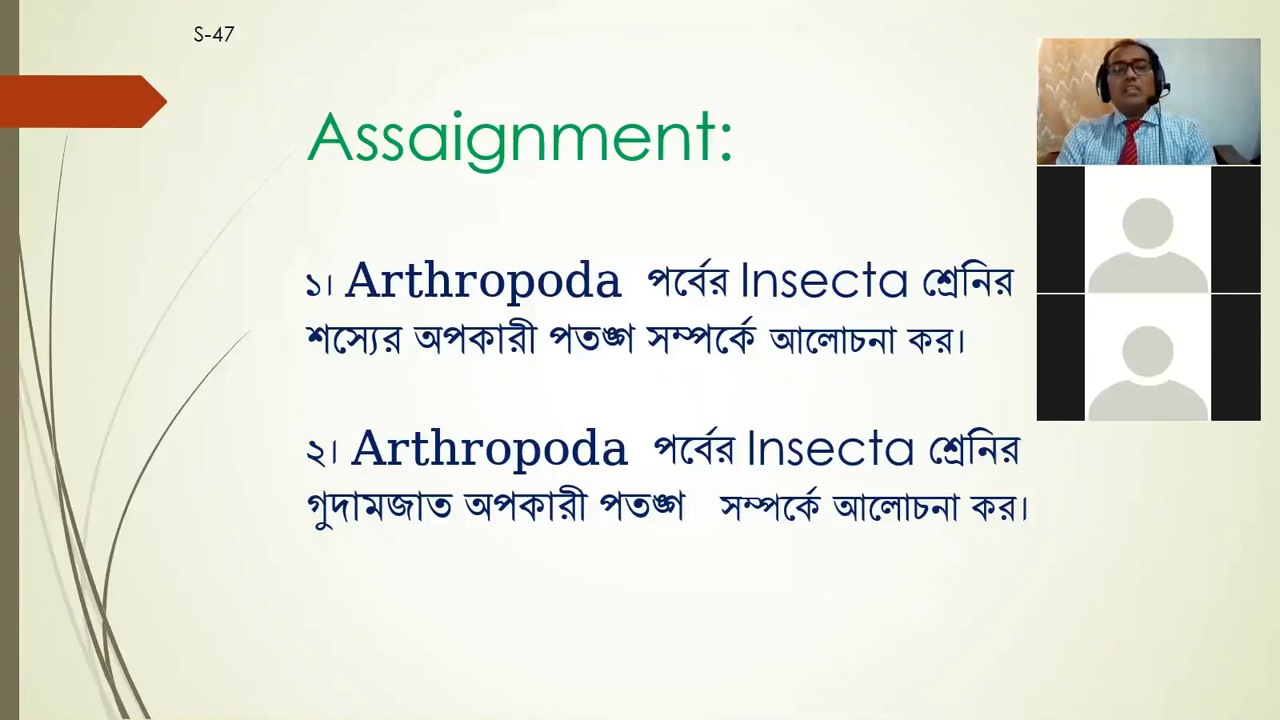 S-47
Assaignment:
১। Arthropoda পর্বের Insecta শ্রেনির
শস্যের অপকারী পতঙ্গ সম্পর্কে আলোচনা কর।
২। Arthropoda পর্বের Insecta শ্রেনির
গুদামজাত অপকারী পতঙ্গ সম্পর্কে আলোচনা কর।